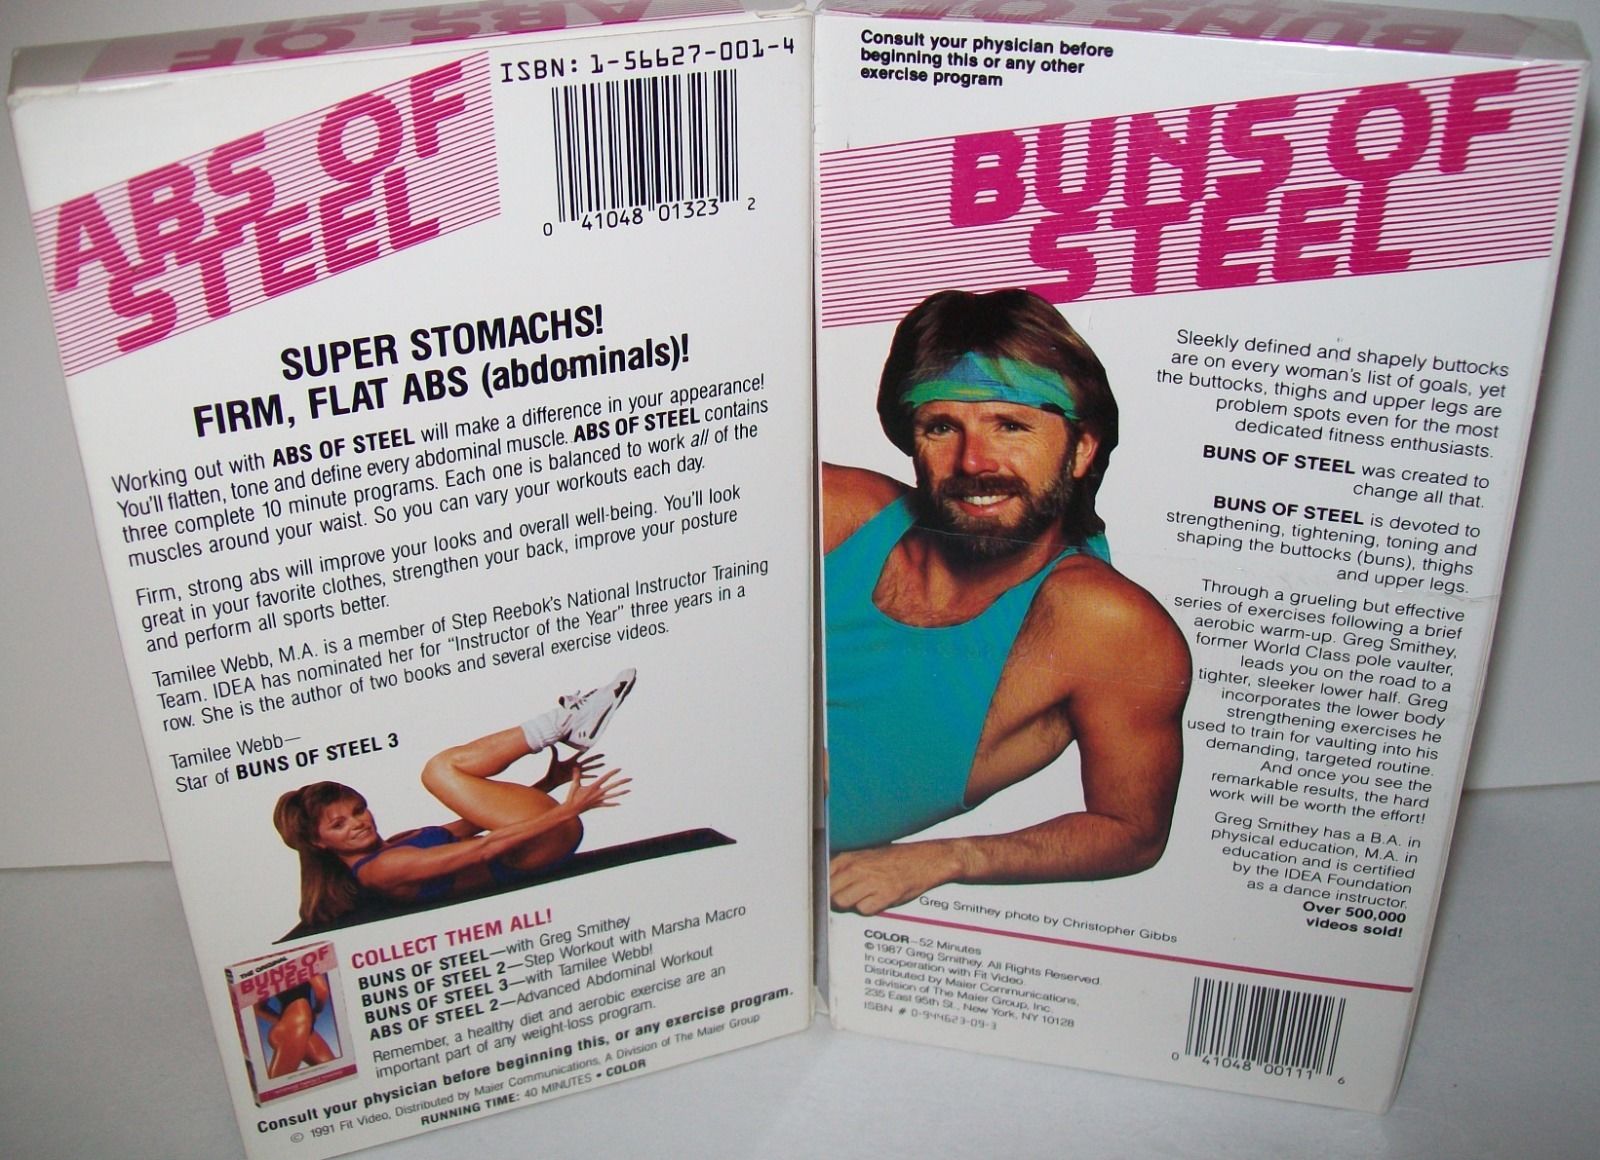 ABS OF
STEEL
ISBN: 1-56627-001-4
0 41048 01323 2
ABS OF
STEEL
SUPER STOMACHS!
FIRM, FLAT ABS (abdominals)!
Working out with ABS OF STEEL will make a difference in your appearance!
You'll flatten, tone and define every abdominal muscle. ABS OF STEEL contains
three complete 10 minute programs. Each one is balanced to work all of the
muscles around your waist. So you can vary your workouts each day.
Firm, strong abs will improve your looks and overall well-being. You'll look
great in your favorite clothes, strengthen your back, improve your posture
and perform all sports better.
Tamilee Webb, M.A. is a member of Step Reebok's National Instructor Training
Team. IDEA has nominated her for "Instructor of the Year" three years in a
row. She is the author of two books and several exercise videos.
Tamilee Webb—
Star of BUNS OF STEEL 3
THE ORIGINAL
BUNS OF
STEEL
COLLECT THEM ALL!
BUNS OF STEEL—with Greg Smithey
BUNS OF STEEL 2—Step Workout with Marsha Macro
BUNS OF STEEL 3—with Tamilee Webb!
ABS OF STEEL 2—Advanced Abdominal Workout
Remember, a healthy diet and aerobic exercise are an
important part of any weight-loss program.
Consult your physician before beginning this, or any exercise program.
© 1991 Fit Video, Distributed by Maier Communications, A Division of The Maier Group
RUNNING TIME: 40 MINUTES • COLOR
BUNS OF
Consult your physician before
beginning this or any other
exercise program
BUNS OF
STEEL
Sleekly defined and shapely buttocks
are on every woman's list of goals, yet
the buttocks, thighs and upper legs are
problem spots even for the most
dedicated fitness enthusiasts.
BUNS OF STEEL was created to
change all that.
BUNS OF STEEL is devoted to
strengthening, tightening, toning and
shaping the buttocks (buns), thighs
and upper legs.
Through a grueling but effective
series of exercises following a brief
aerobic warm-up. Greg Smithey,
former World Class pole vaulter,
leads you on the road to a
tighter, sleeker lower half. Greg
incorporates the lower body
strengthening exercises he
used to train for vaulting into his
demanding, targeted routine.
And once you see the
remarkable results, the hard
work will be worth the effort!
Greg Smithey has a B.A. in
physical education, M.A. in
education and is certified
by the IDEA Foundation
as a dance instructor.
Over 500,000
videos sold!
Greg Smithey photo by Christopher Gibbs
COLOR—52 Minutes
© 1987 Greg Smithey. All Rights Reserved.
In cooperation with Fit Video.
Distributed by Maier Communications,
a division of The Maier Group, Inc.
235 East 95th St., New York, NY 10128
ISBN # 0-944623-09-3
0 41048 00111 6